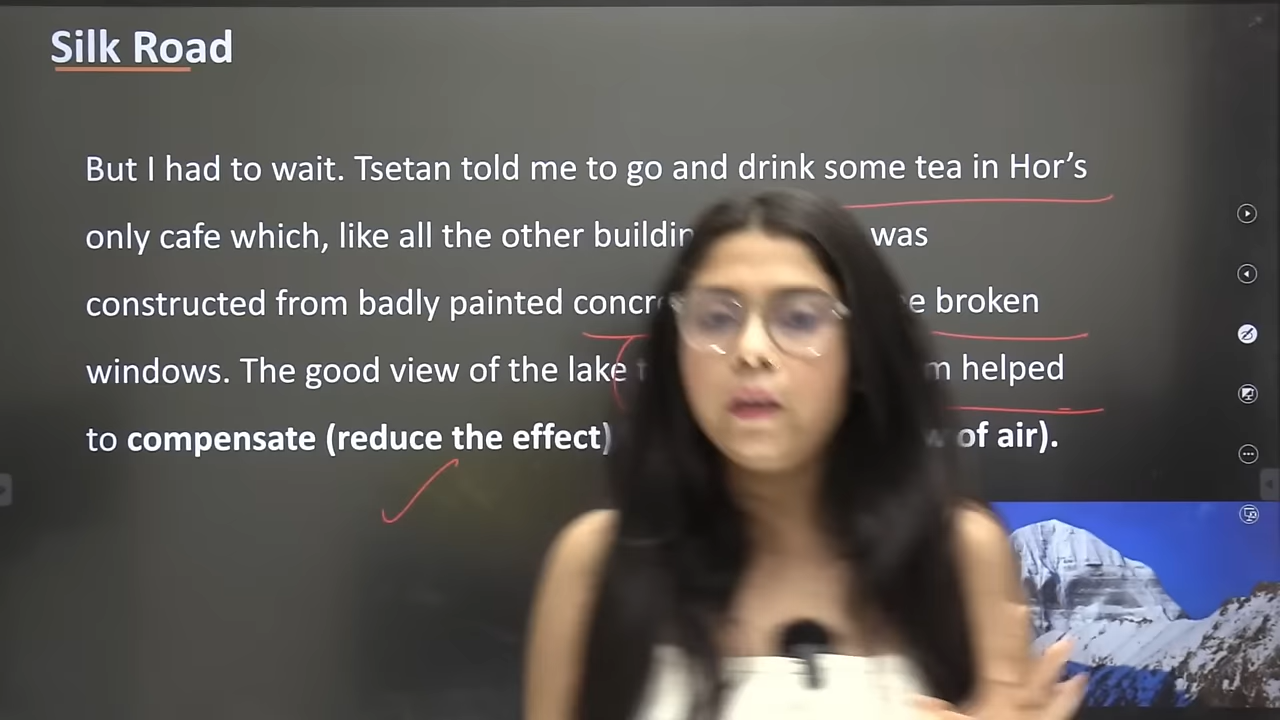 Silk Road
But I had to wait. Tsetan told me to go and drink some tea in Hor’s
only cafe which, like all the other was
constructed from badly painted broken
windows. The good view of the lake helped
to compensate (reduce the effect) of air).